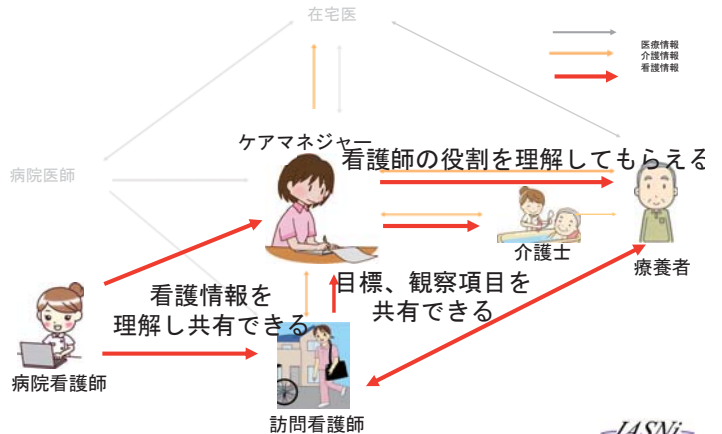 在宅医
医療情報
介護情報
看護情報
ケアマネジャー
看護師の役割を理解してもらえる
病院医師
介護士
療養者
看護情報を
理解し共有できる
目標、観察項目を
共有できる
病院看護師
訪問看護師
JASNi